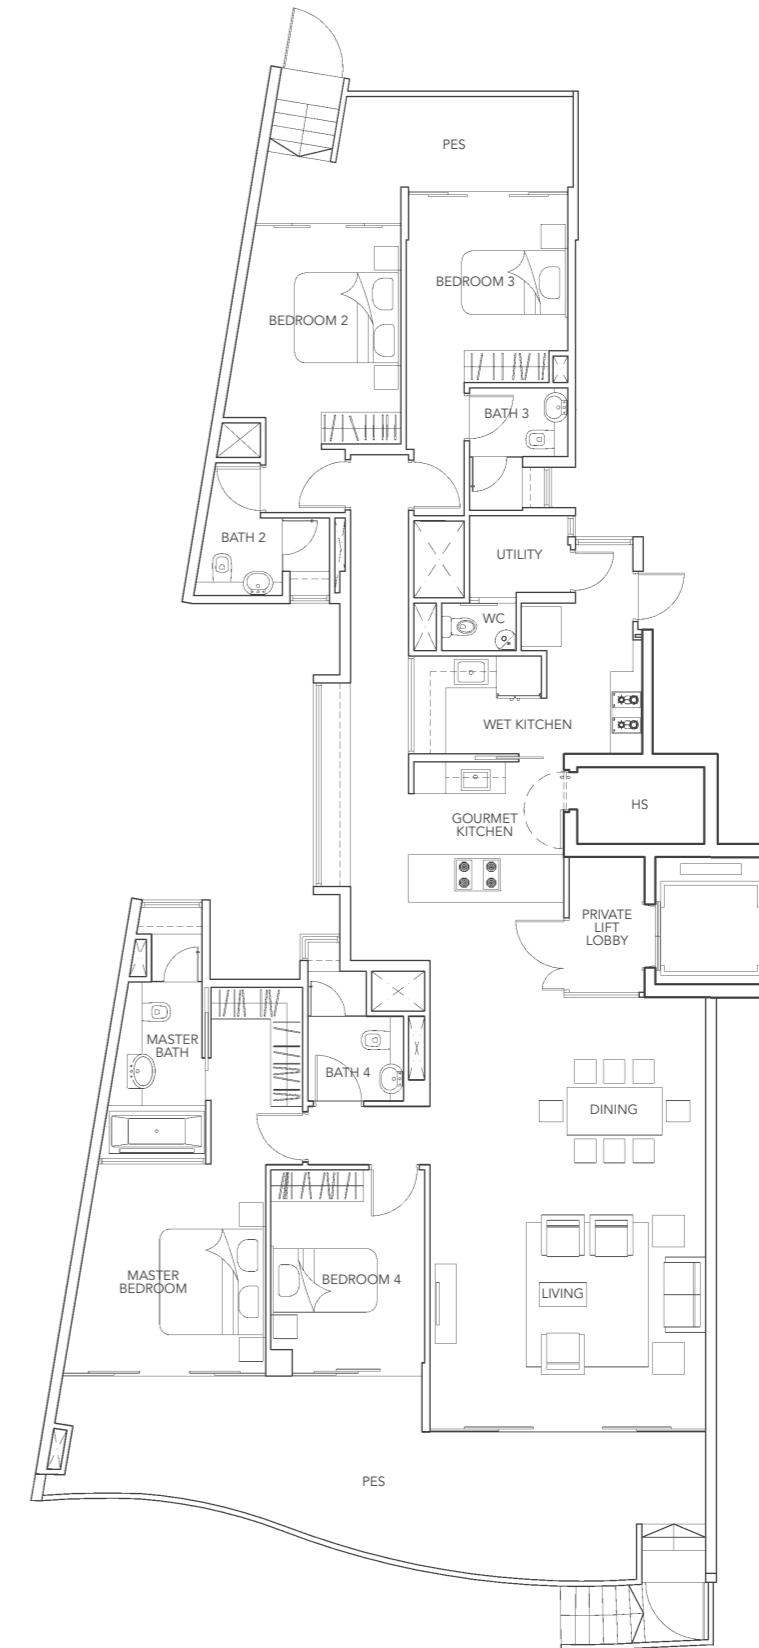 PES
BEDROOM 3
BEDROOM 2
BATH 3
BATH 2
UTILITY
WC
WET KITCHEN
HS
GOURMET
KITCHEN
PRIVATE
LIFT
LOBBY
MASTER
BATH
BATH 4
DINING
MASTER
BEDROOM
BEDROOM 4
LIVING
PES